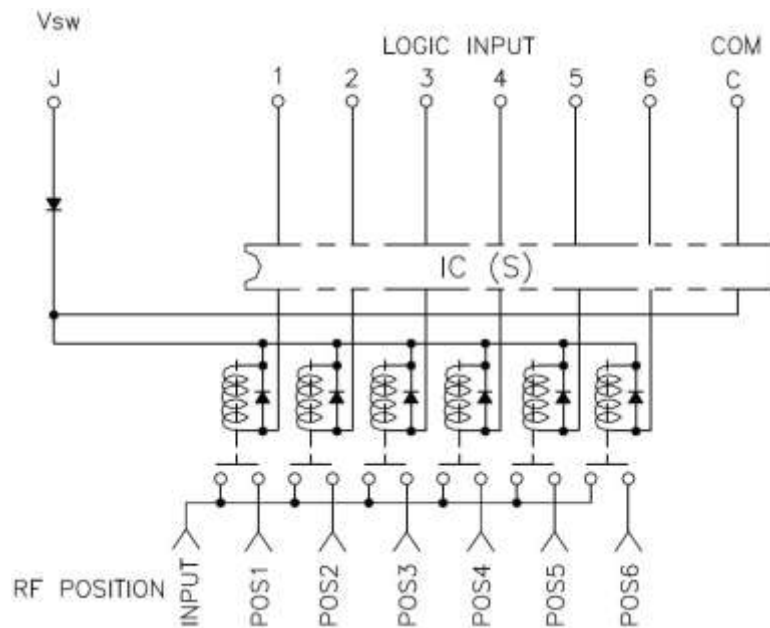 Vsw
LOGIC INPUT COM
J 1 2 3 4 5 6 C
IC (S)
RF POSITION INPUT POS1 POS2 POS3 POS4 POS5 POS6